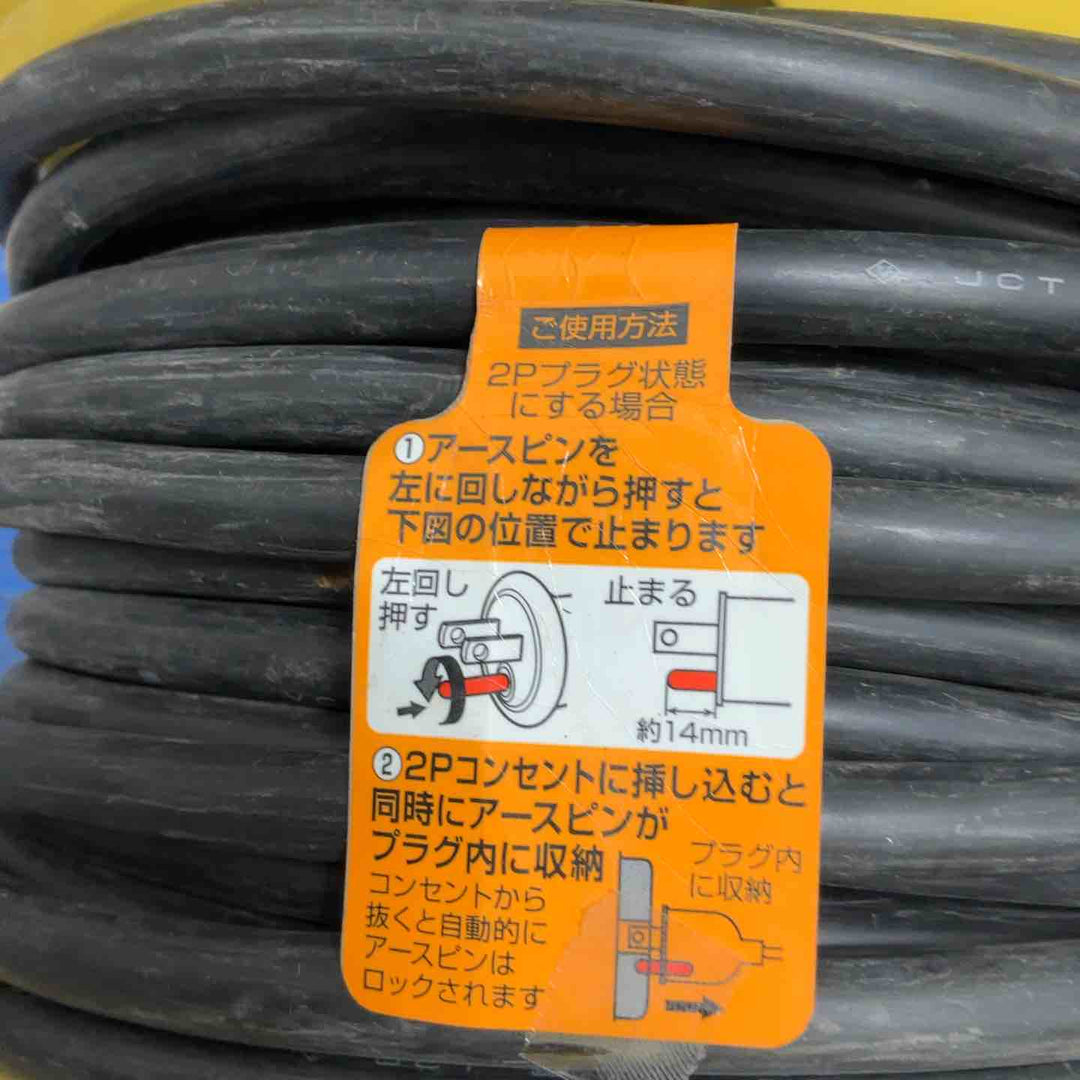 JCT
ご使用方法
2Pプラグ状態
にする場合
①アースピンを
左に回しながら押すと
下図の位置で止まります
左回し
押す
止まる
約14mm
②2Pコンセントに挿し込むと
同時にアースピンが
プラグ内に収納
プラグ内
に収納
コンセントから
抜くと自動的に
アースピンは
ロックされます